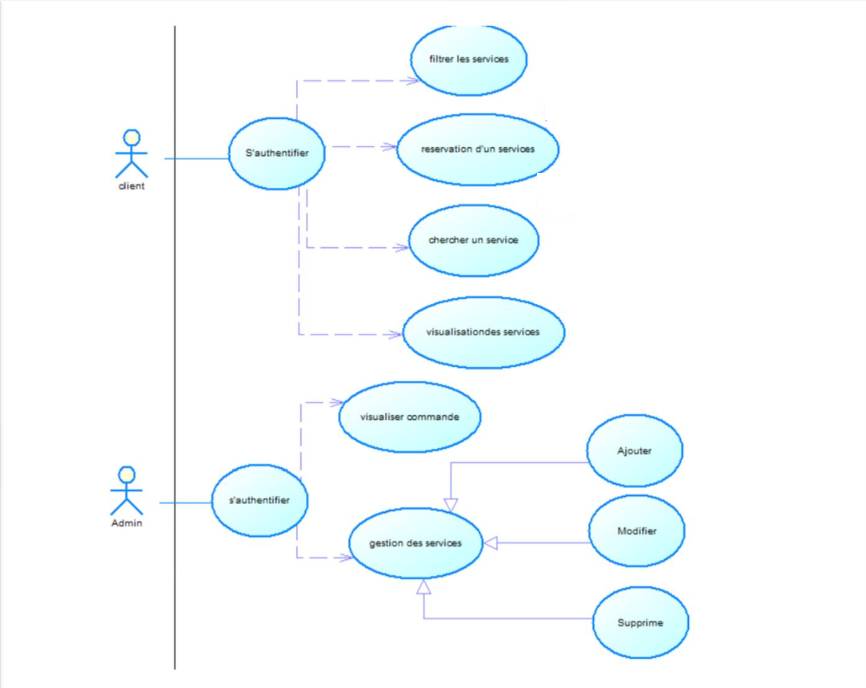 filtrer les services
S'authentifier
reservation d'un services
client
chercher un service
visualisationdes services
visualiser commande
Ajouter
s'authentifier
Admin
gestion des services
Modifier
Supprime